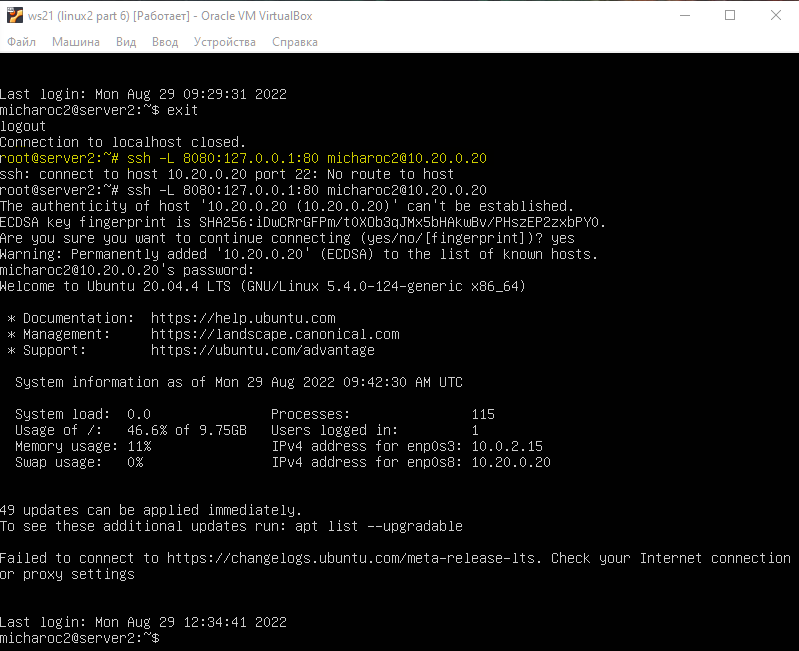 ws21 (linux2 part 6) [Работает] - Oracle VM VirtualBox
Файл Машина Вид Ввод Устройства Справка
Last login: Mon Aug 29 09:29:31 2022
micharoc2@server2:~$ exit
logout
Connection to localhost closed.
root@server2:~# ssh -L 8080:127.0.0.1:80 micharoc2@10.20.0.20
ssh: connect to host 10.20.0.20 port 22: No route to host
root@server2:~# ssh -L 8080:127.0.0.1:80 micharoc2@10.20.0.20
The authenticity of host '10.20.0.20 (10.20.0.20)' can't be established.
ECDSA key fingerprint is SHA256:iDwCRrGFPm/t0XOb3qJMx5bHAkwBv/PHszEP2zxbPY0.
Are you sure you want to continue connecting (yes/no/[fingerprint])? yes
Warning: Permanently added '10.20.0.20' (ECDSA) to the list of known hosts.
micharoc2@10.20.0.20's password:
Welcome to Ubuntu 20.04.4 LTS (GNU/Linux 5.4.0-124-generic x86_64)
* Documentation: https://help.ubuntu.com
* Management: https://landscape.canonical.com
* Support: https://ubuntu.com/advantage
System information as of Mon 29 Aug 2022 09:42:30 AM UTC
System load: 0.0 Processes: 115
Usage of /: 46.6% of 9.75GB Users logged in: 1
Memory usage: 11% IPv4 address for enp0s3: 10.0.2.15
Swap usage: 0% IPv4 address for enp0s8: 10.20.0.20
49 updates can be applied immediately.
To see these additional updates run: apt list --upgradable
Failed to connect to https://changelogs.ubuntu.com/meta-release-lts. Check your Internet connection
or proxy settings
Last login: Mon Aug 29 12:34:41 2022
micharoc2@server2:~$